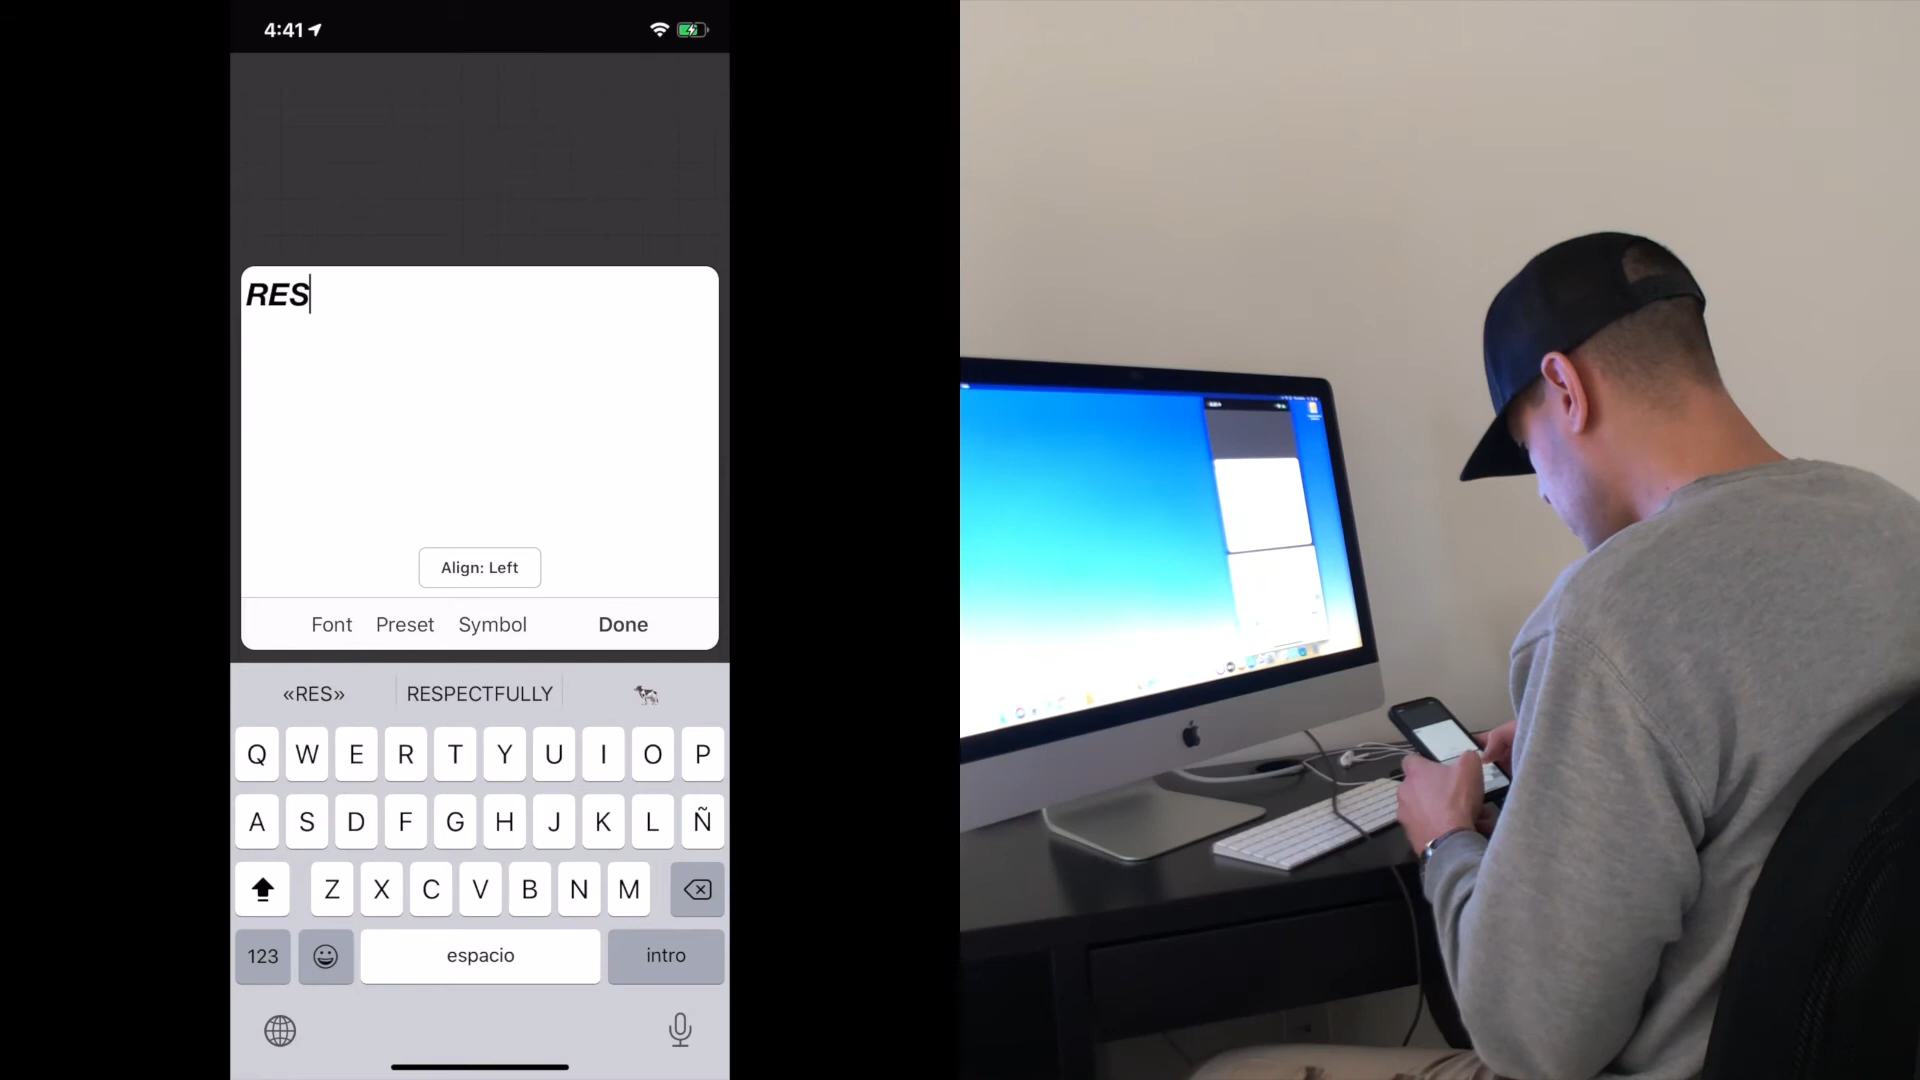 4:41
RES
Align: Left
Font Preset Symbol Done
«RES» RESPECTFULLY
Q W E R T Y U I O P
A S D F G H J K L Ñ
Z X C V B N M
123 espacio intro